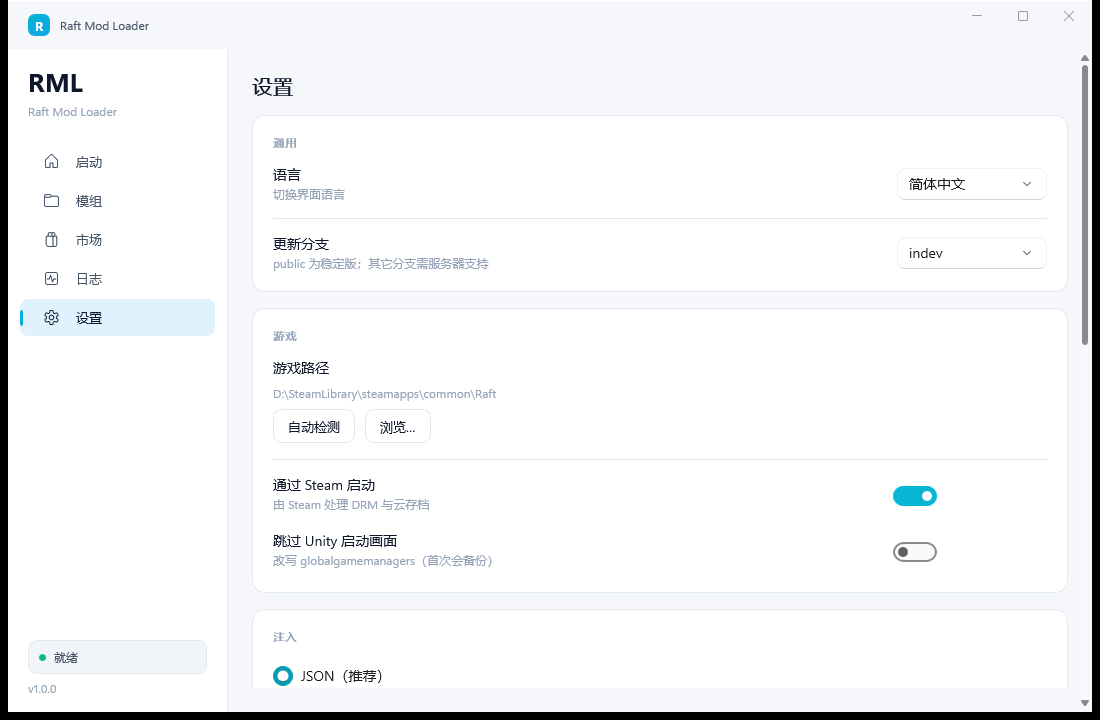 R Raft Mod Loader
RML
Raft Mod Loader
启动
模组
市场
日志
设置
就绪
v1.0.0
设置
通用
语言
切换界面语言
简体中文
更新分支
public 为稳定版；其它分支需服务器支持
indev
游戏
游戏路径
D:\SteamLibrary\steamapps\common\Raft
自动检测 浏览...
通过 Steam 启动
由 Steam 处理 DRM 与云存档
跳过 Unity 启动画面
改写 globalgamemanagers（首次会备份）
注入
JSON（推荐）